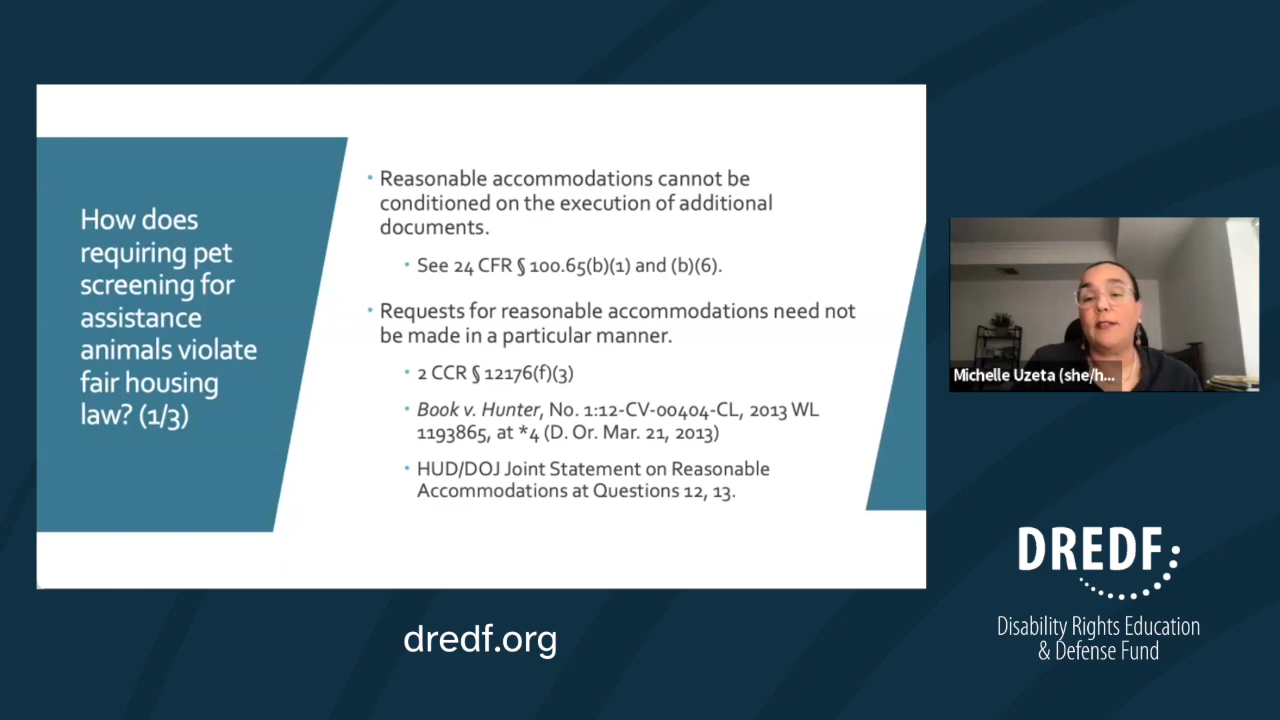 How does
requiring pet
screening for
assistance
animals violate
fair housing
law? (1/3)
• Reasonable accommodations cannot be
conditioned on the execution of additional
documents.
• See 24 CFR § 100.65(b)(1) and (b)(6).
• Requests for reasonable accommodations need not
be made in a particular manner.
• 2 CCR § 12176(f)(3)
• Book v. Hunter, No. 1:12-CV-00404-CL, 2013 WL
1193865, at *4 (D. Or. Mar. 21, 2013)
• HUD/DOJ Joint Statement on Reasonable
Accommodations at Questions 12, 13.
Michelle Uzeta (she/h...
DREDF
Disability Rights Education
& Defense Fund
dredf.org